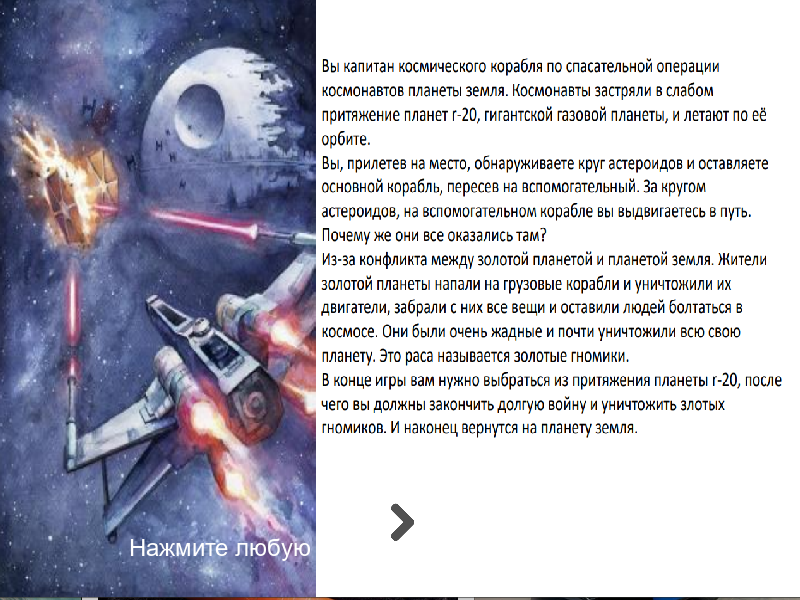 Вы капитан космического корабля по спасательной операции
космонавтов планеты земля. Космонавты застряли в слабом
притяжение планет r-20, гигантской газовой планеты, и летают по её
орбите.
Вы, прилетев на место, обнаруживаете круг астероидов и оставляете
основной корабль, пересев на вспомогательный. За кругом
астероидов, на вспомогательном корабле вы выдвигаетесь в путь.
Почему же они все оказались там?
Из-за конфликта между золотой планетой и планетой земля. Жители
золотой планеты напали на грузовые корабли и уничтожили их
двигатели, забрали с них все вещи и оставили людей болтаться в
космосе. Они были очень жадные и почти уничтожили всю свою
планету. Это раса называется золотые гномики.
В конце игры вам нужно выбраться из притяжения планеты r-20, после
чего вы должны закончить долгую войну и уничтожить злотых
гномиков. И наконец вернутся на планету земля.
Нажмите любую